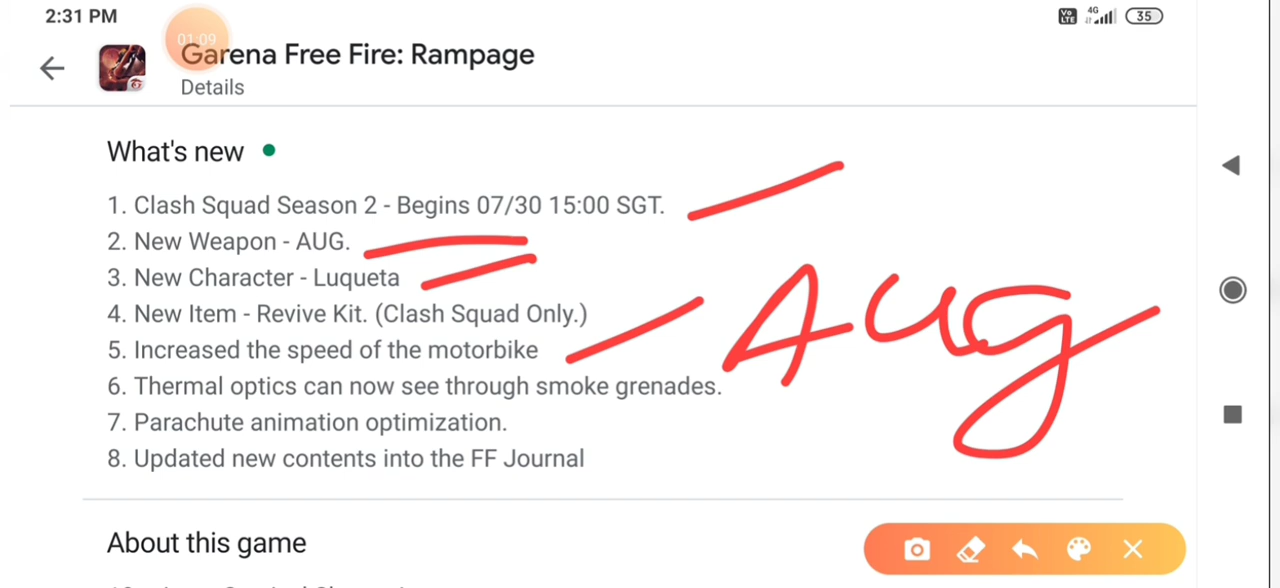 2:31 PM
Vo LTE 4G 35
01:09
Garena Free Fire: Rampage
Details
What's new
1. Clash Squad Season 2 - Begins 07/30 15:00 SGT.
2. New Weapon - AUG.
3. New Character - Luqueta
4. New Item - Revive Kit. (Clash Squad Only.)
5. Increased the speed of the motorbike
6. Thermal optics can now see through smoke grenades.
7. Parachute animation optimization.
8. Updated new contents into the FF Journal
Aug
About this game